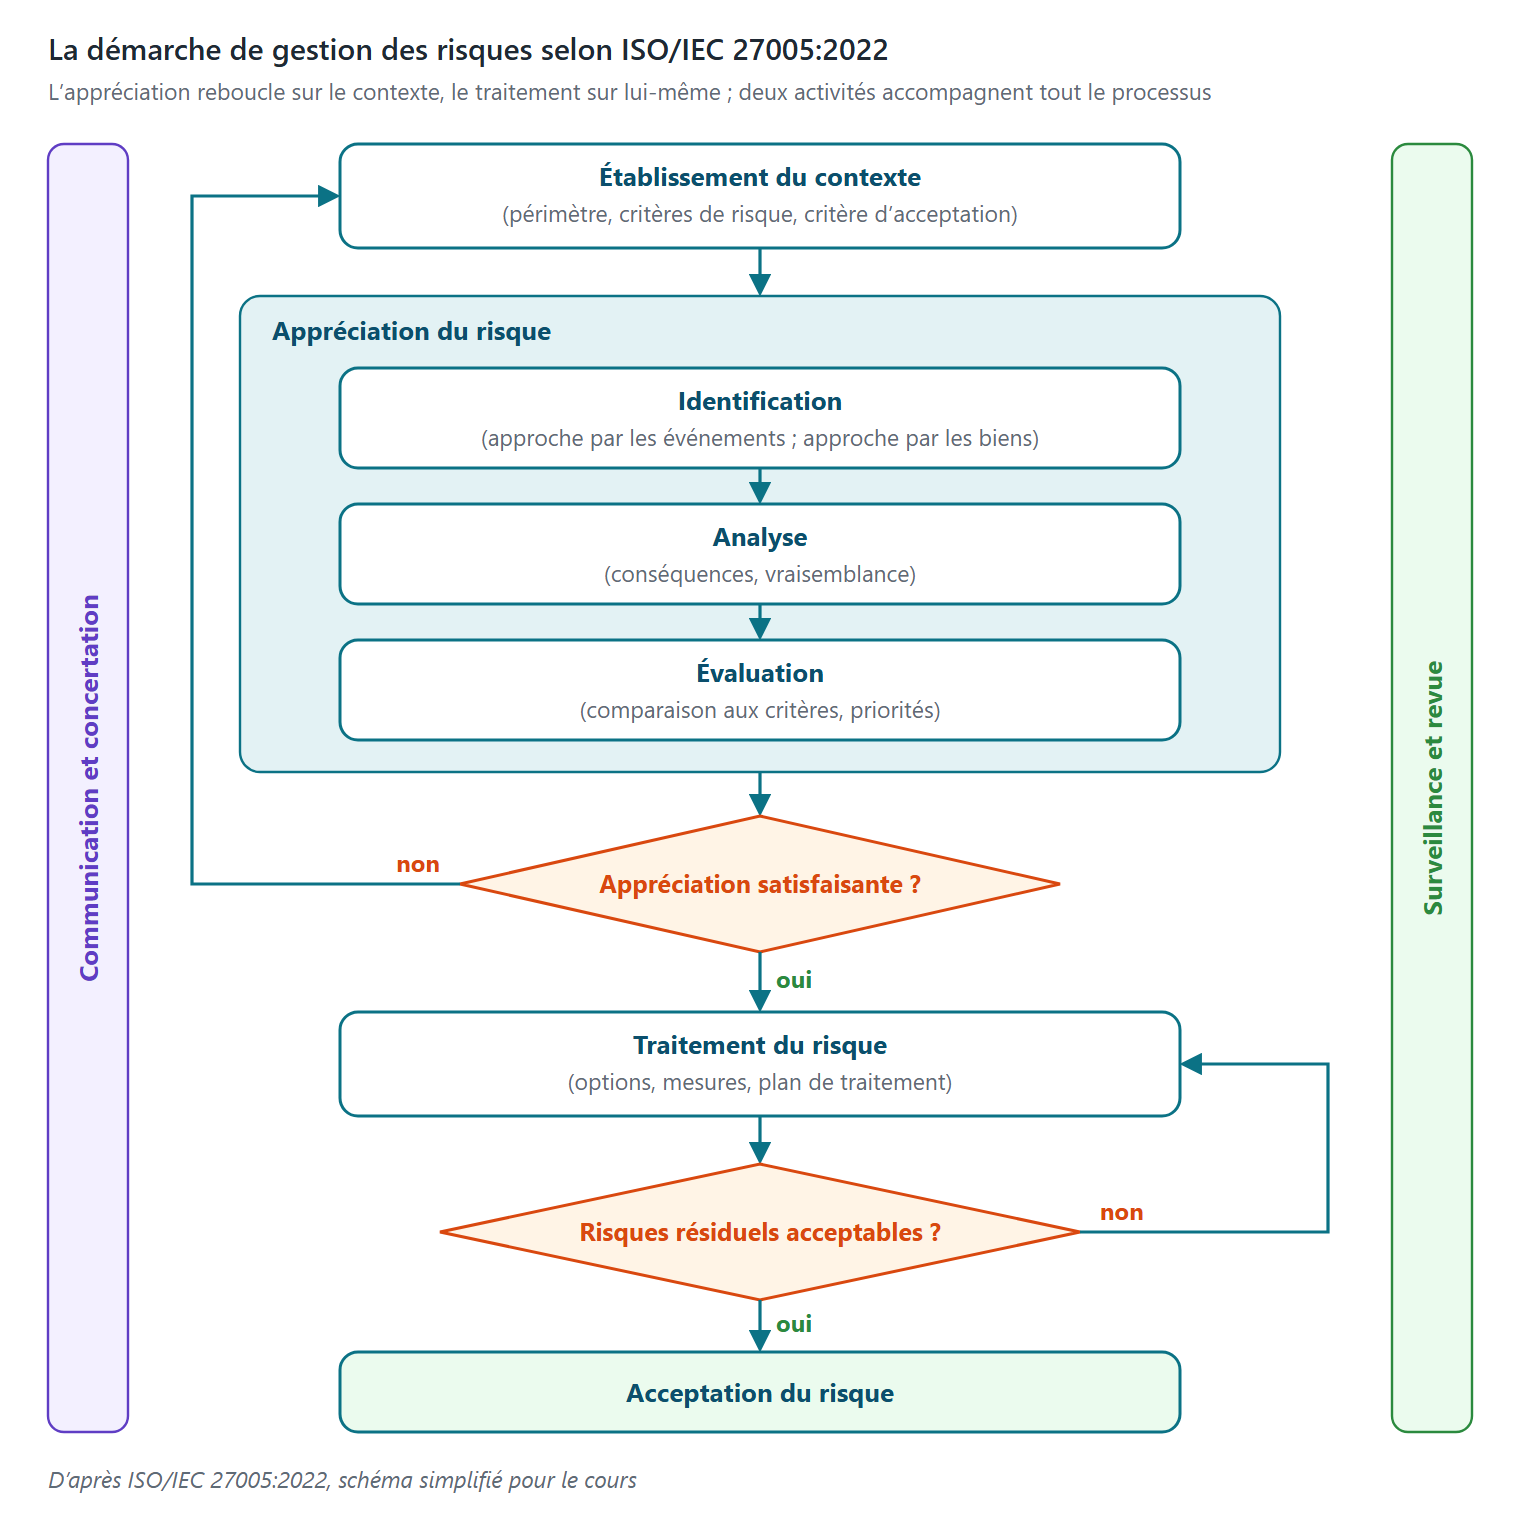 La démarche de gestion des risques selon ISO/IEC 27005:2022
L’appréciation reboucle sur le contexte, le traitement sur lui-même ; deux activités accompagnent tout le processus
Communication et concertation
Établissement du contexte
(périmètre, critères de risque, critère d’acceptation)
Appréciation du risque
Identification
(approche par les événements ; approche par les biens)
Analyse
(conséquences, vraisemblance)
Évaluation
(comparaison aux critères, priorités)
non
Appréciation satisfaisante ?
oui
Traitement du risque
(options, mesures, plan de traitement)
Risques résiduels acceptables ?
non
oui
Acceptation du risque
Surveillance et revue
D’après ISO/IEC 27005:2022, schéma simplifié pour le cours